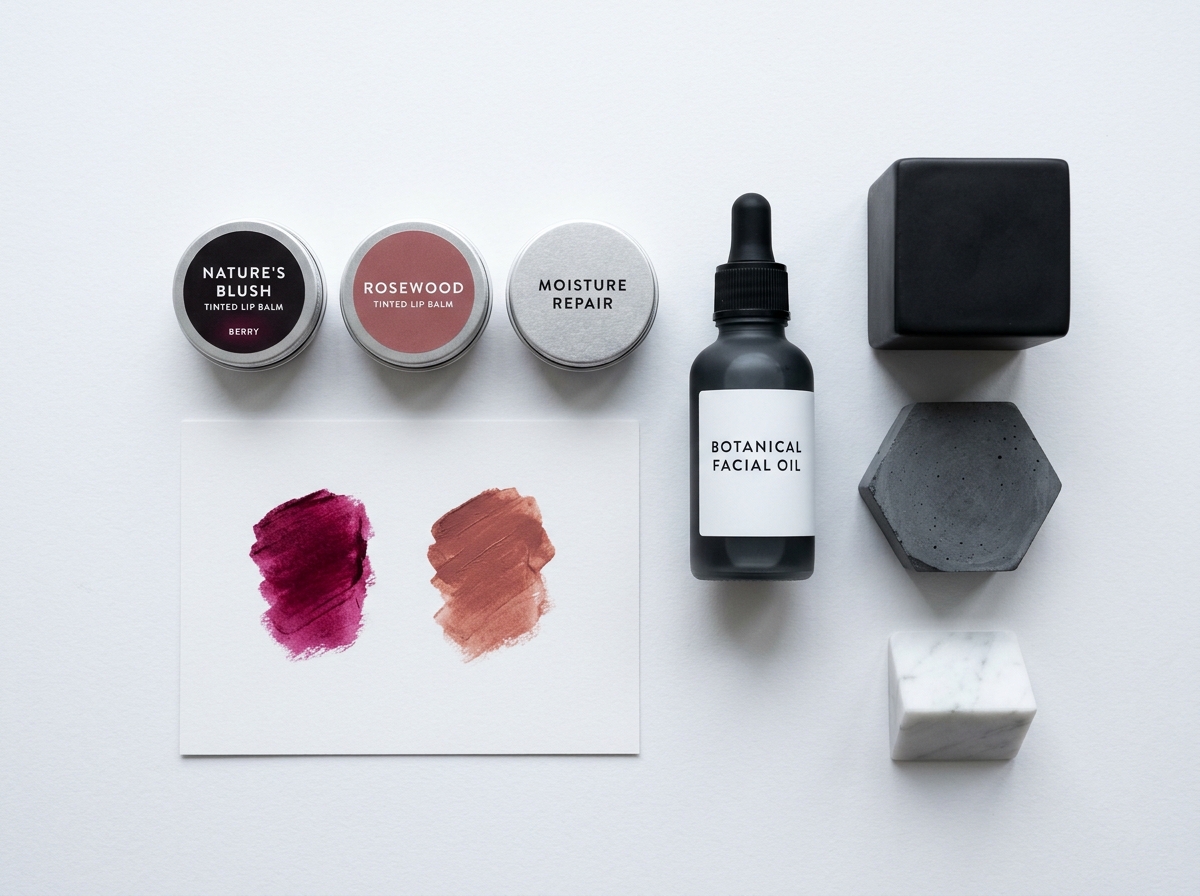 NATURE'S
BLUSH
TINTED LIP BALM
BERRY
ROSEWOOD
TINTED LIP BALM
MOISTURE
REPAIR
BOTANICAL
FACIAL OIL